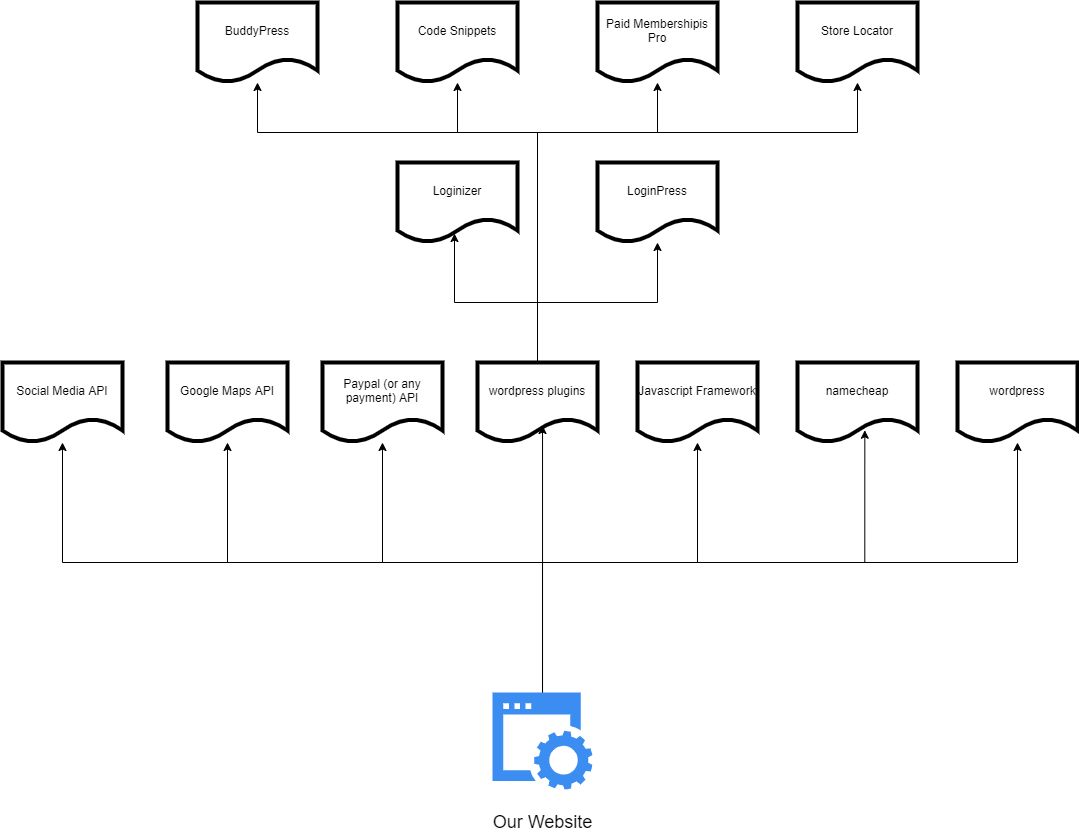 BuddyPress
Code Snippets
Paid Membershipis
Pro
Store Locator
Loginizer
LoginPress
Social Media API
Google Maps API
Paypal (or any
payment) API
wordpress plugins
Javascript Framework
namecheap
wordpress
Our Website